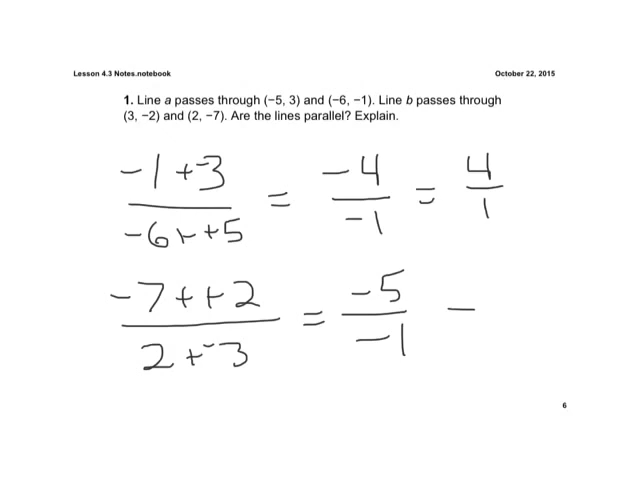 Lesson 4.3 Notes.notebook October 22, 2015
1. Line a passes through (−5, 3) and (−6, −1). Line b passes through
(3, −2) and (2, −7). Are the lines parallel? Explain.
-1 + -3 / -6 + +5 = -4 / -1 = 4 / 1
-7 + +2 / 2 + -3 = -5 / -1 -
6